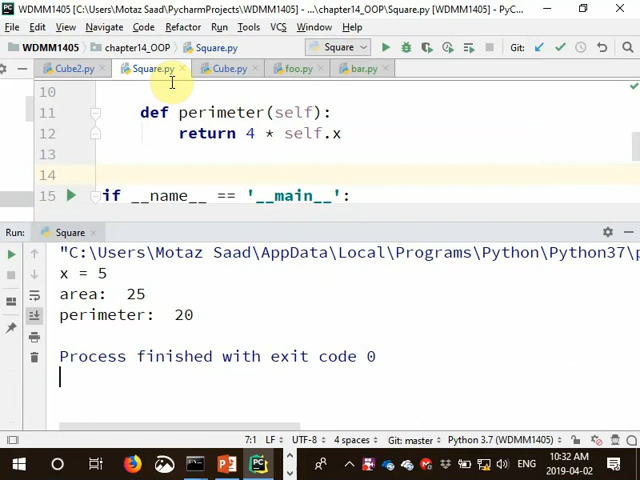 WDMM1405 [C:\Users\Motaz Saad\PycharmProjects\WDMM1405] - ...\chapter14_OOP\Square.py - PyC...
File Edit View Navigate Code Refactor Run Tools VCS Window Help
WDMM1405 chapter14_OOP Square.py Square Git:
Cube2.py Square.py Cube.py foo.py bar.py
10
11 def perimeter(self):
12 return 4 * self.x
13
14
15 if __name__ == '__main__':
Run: Square
"C:\Users\Motaz Saad\AppData\Local\Programs\Python\Python37\p
x = 5
area: 25
perimeter: 20
Process finished with exit code 0
7:1 LF UTF-8 4 spaces Git: master Python 3.7 (WDMM1405)
ENG 10:32 AM
2019-04-02